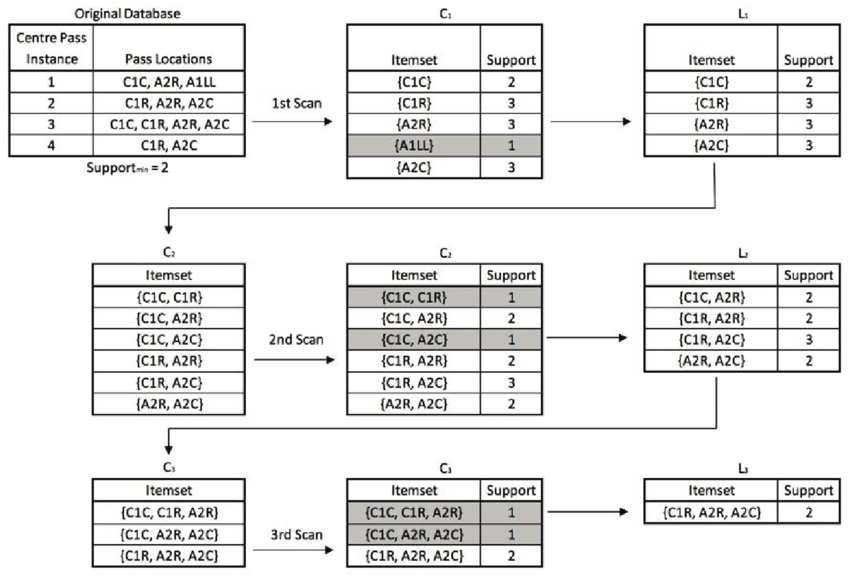 Original Database
Centre Pass Instance | Pass Locations
1 | C1C, A2R, A1LL
2 | C1R, A2R, A2C
3 | C1C, C1R, A2R, A2C
4 | C1R, A2C
Supportmin = 2
1st Scan
C1
Itemset | Support
{C1C} | 2
{C1R} | 3
{A2R} | 3
{A1LL} | 1
{A2C} | 3
L1
Itemset | Support
{C1C} | 2
{C1R} | 3
{A2R} | 3
{A2C} | 3
C2
Itemset
{C1C, C1R}
{C1C, A2R}
{C1C, A2C}
{C1R, A2R}
{C1R, A2C}
{A2R, A2C}
2nd Scan
C2
Itemset | Support
{C1C, C1R} | 1
{C1C, A2R} | 2
{C1C, A2C} | 1
{C1R, A2R} | 2
{C1R, A2C} | 3
{A2R, A2C} | 2
L2
Itemset | Support
{C1C, A2R} | 2
{C1R, A2R} | 2
{C1R, A2C} | 3
{A2R, A2C} | 2
C3
Itemset
{C1C, C1R, A2R}
{C1C, A2R, A2C}
{C1R, A2R, A2C}
3rd Scan
C3
Itemset | Support
{C1C, C1R, A2R} | 1
{C1C, A2R, A2C} | 1
{C1R, A2R, A2C} | 2
L3
Itemset | Support
{C1R, A2R, A2C} | 2